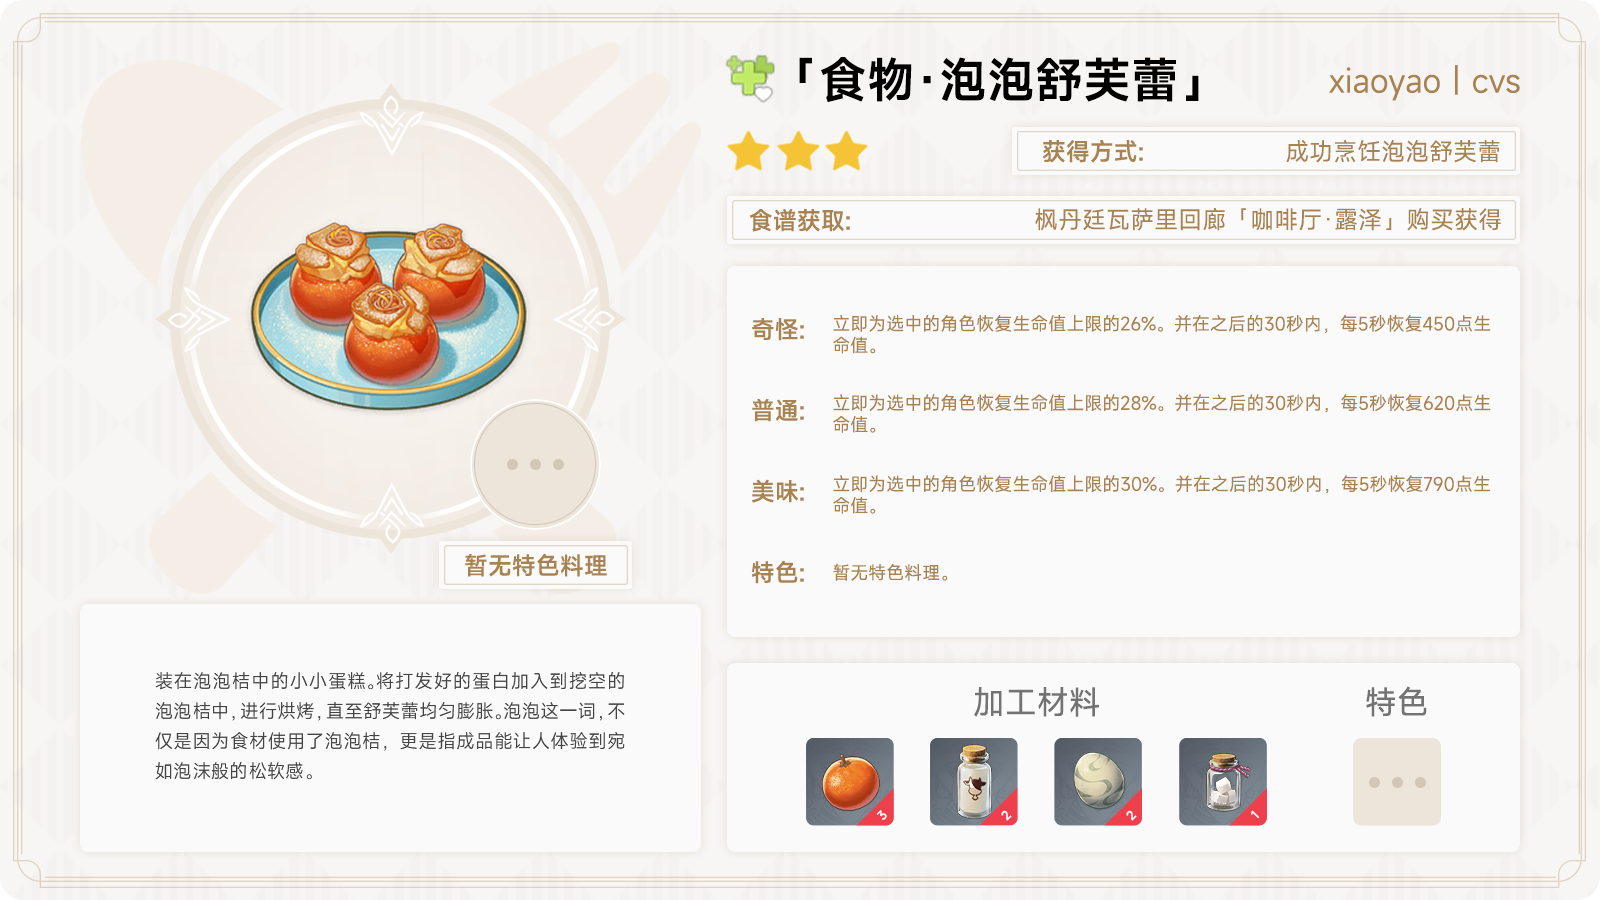 「食物·泡泡舒芙蕾」
xiaoyao | cvs
获得方式:
成功烹饪泡泡舒芙蕾
食谱获取:
枫丹廷瓦萨里回廊「咖啡厅·露泽」购买获得
奇怪:
立即为选中的角色恢复生命值上限的26%。并在之后的30秒内，每5秒恢复450点生
命值。
普通:
立即为选中的角色恢复生命值上限的28%。并在之后的30秒内，每5秒恢复620点生
命值。
美味:
立即为选中的角色恢复生命值上限的30%。并在之后的30秒内，每5秒恢复790点生
命值。
特色:
暂无特色料理。
暂无特色料理
装在泡泡桔中的小小蛋糕。将打发好的蛋白加入到挖空的
泡泡桔中，进行烘烤，直至舒芙蕾均匀膨胀。泡泡这一词，不
仅是因为食材使用了泡泡桔，更是指成品能让人体验到宛
如泡沫般的松软感。
加工材料
特色
3
2
2
1